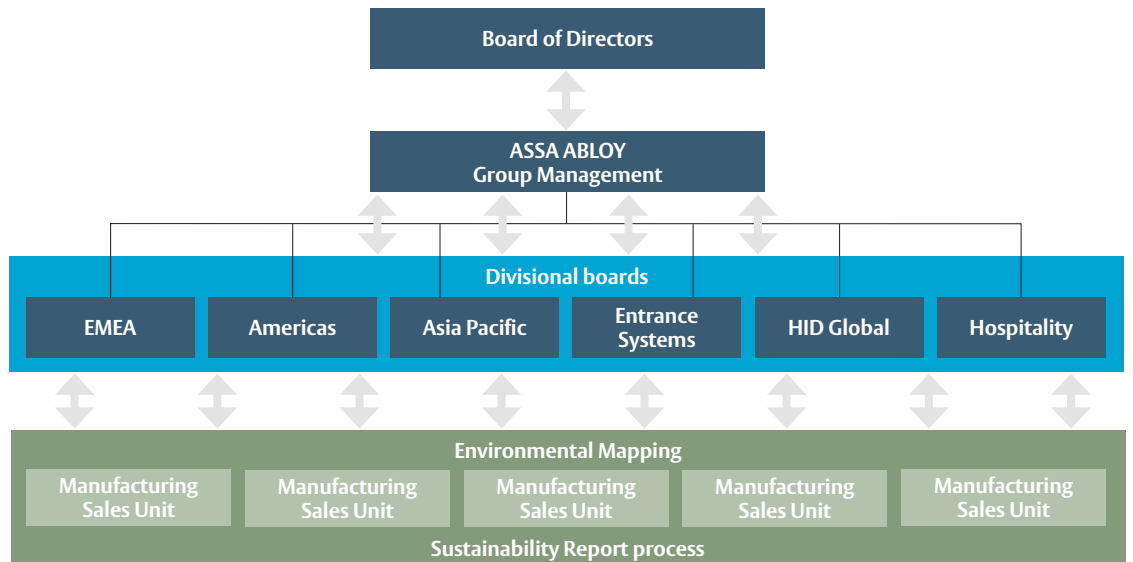 Board of Directors
ASSA ABLOY
Group Management
Divisional boards
EMEA
Americas
Asia Pacific
Entrance
Systems
HID Global
Hospitality
Environmental Mapping
Manufacturing
Sales Unit
Manufacturing
Sales Unit
Manufacturing
Sales Unit
Manufacturing
Sales Unit
Manufacturing
Sales Unit
Sustainability Report process